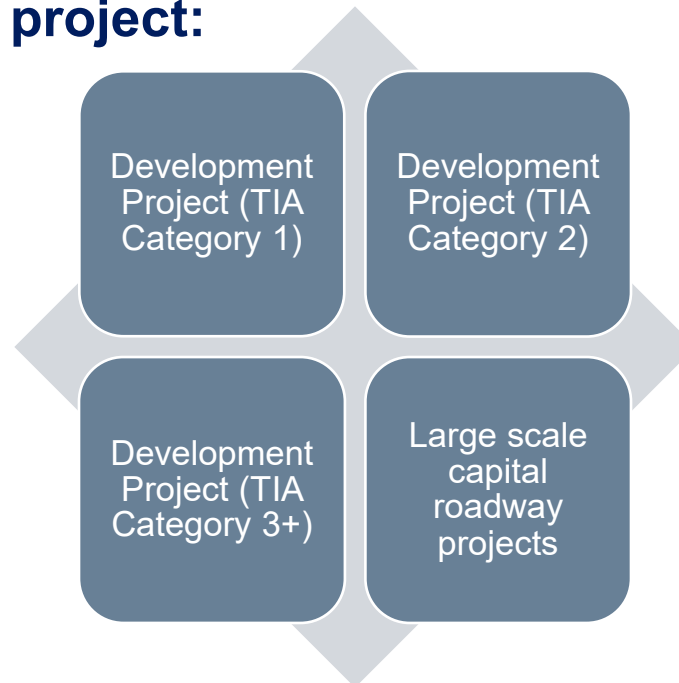 project:
Development
Project (TIA
Category 1)
Development
Project (TIA
Category 2)
Development
Project (TIA
Category 3+)
Large scale
capital
roadway
projects